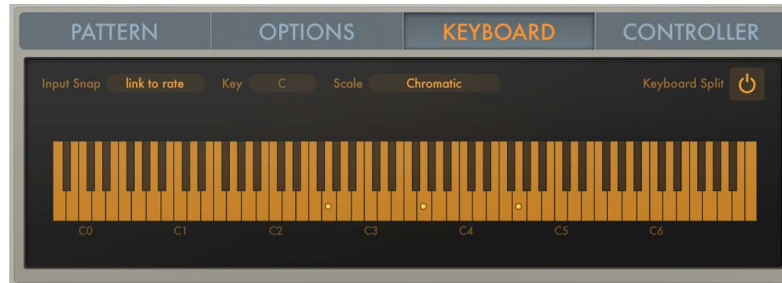 PATTERN OPTIONS KEYBOARD CONTROLLER
Input Snap link to rate Key C Scale Chromatic Keyboard Split
C0 C1 C2 C3 C4 C5 C6